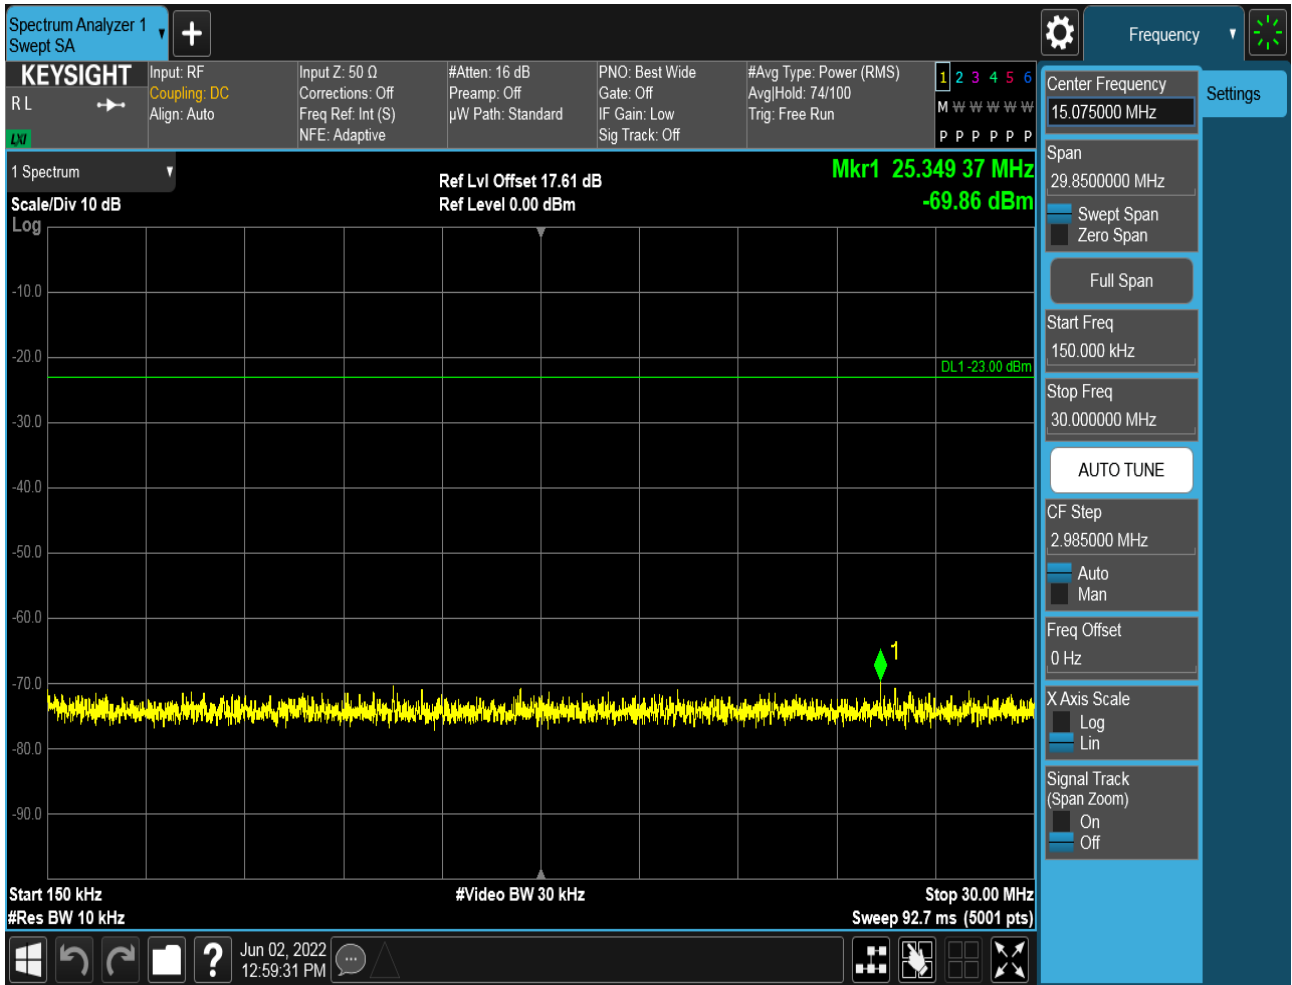 Spectrum Analyzer 1
Swept SA
Frequency
KEYSIGHT
R L
LXI
Input: RF
Coupling: DC
Align: Auto
Input Z: 50 Ω
Corrections: Off
Freq Ref: Int (S)
NFE: Adaptive
#Atten: 16 dB
Preamp: Off
µW Path: Standard
PNO: Best Wide
Gate: Off
IF Gain: Low
Sig Track: Off
#Avg Type: Power (RMS)
Avg|Hold: 74/100
Trig: Free Run
1 2 3 4 5 6
M W W W W W
P P P P P P
1 Spectrum
Scale/Div 10 dB
Log
Ref Lvl Offset 17.61 dB
Ref Level 0.00 dBm
Mkr1 25.349 37 MHz
-69.86 dBm
-10.0
-20.0
DL1 -23.00 dBm
-30.0
-40.0
-50.0
-60.0
1
-70.0
-80.0
-90.0
Start 150 kHz
#Res BW 10 kHz
#Video BW 30 kHz
Stop 30.00 MHz
Sweep 92.7 ms (5001 pts)
?
Jun 02, 2022
12:59:31 PM
Center Frequency
15.075000 MHz
Settings
Span
29.8500000 MHz
Swept Span
Zero Span
Full Span
Start Freq
150.000 kHz
Stop Freq
30.000000 MHz
AUTO TUNE
CF Step
2.985000 MHz
Auto
Man
Freq Offset
0 Hz
X Axis Scale
Log
Lin
Signal Track
(Span Zoom)
On
Off